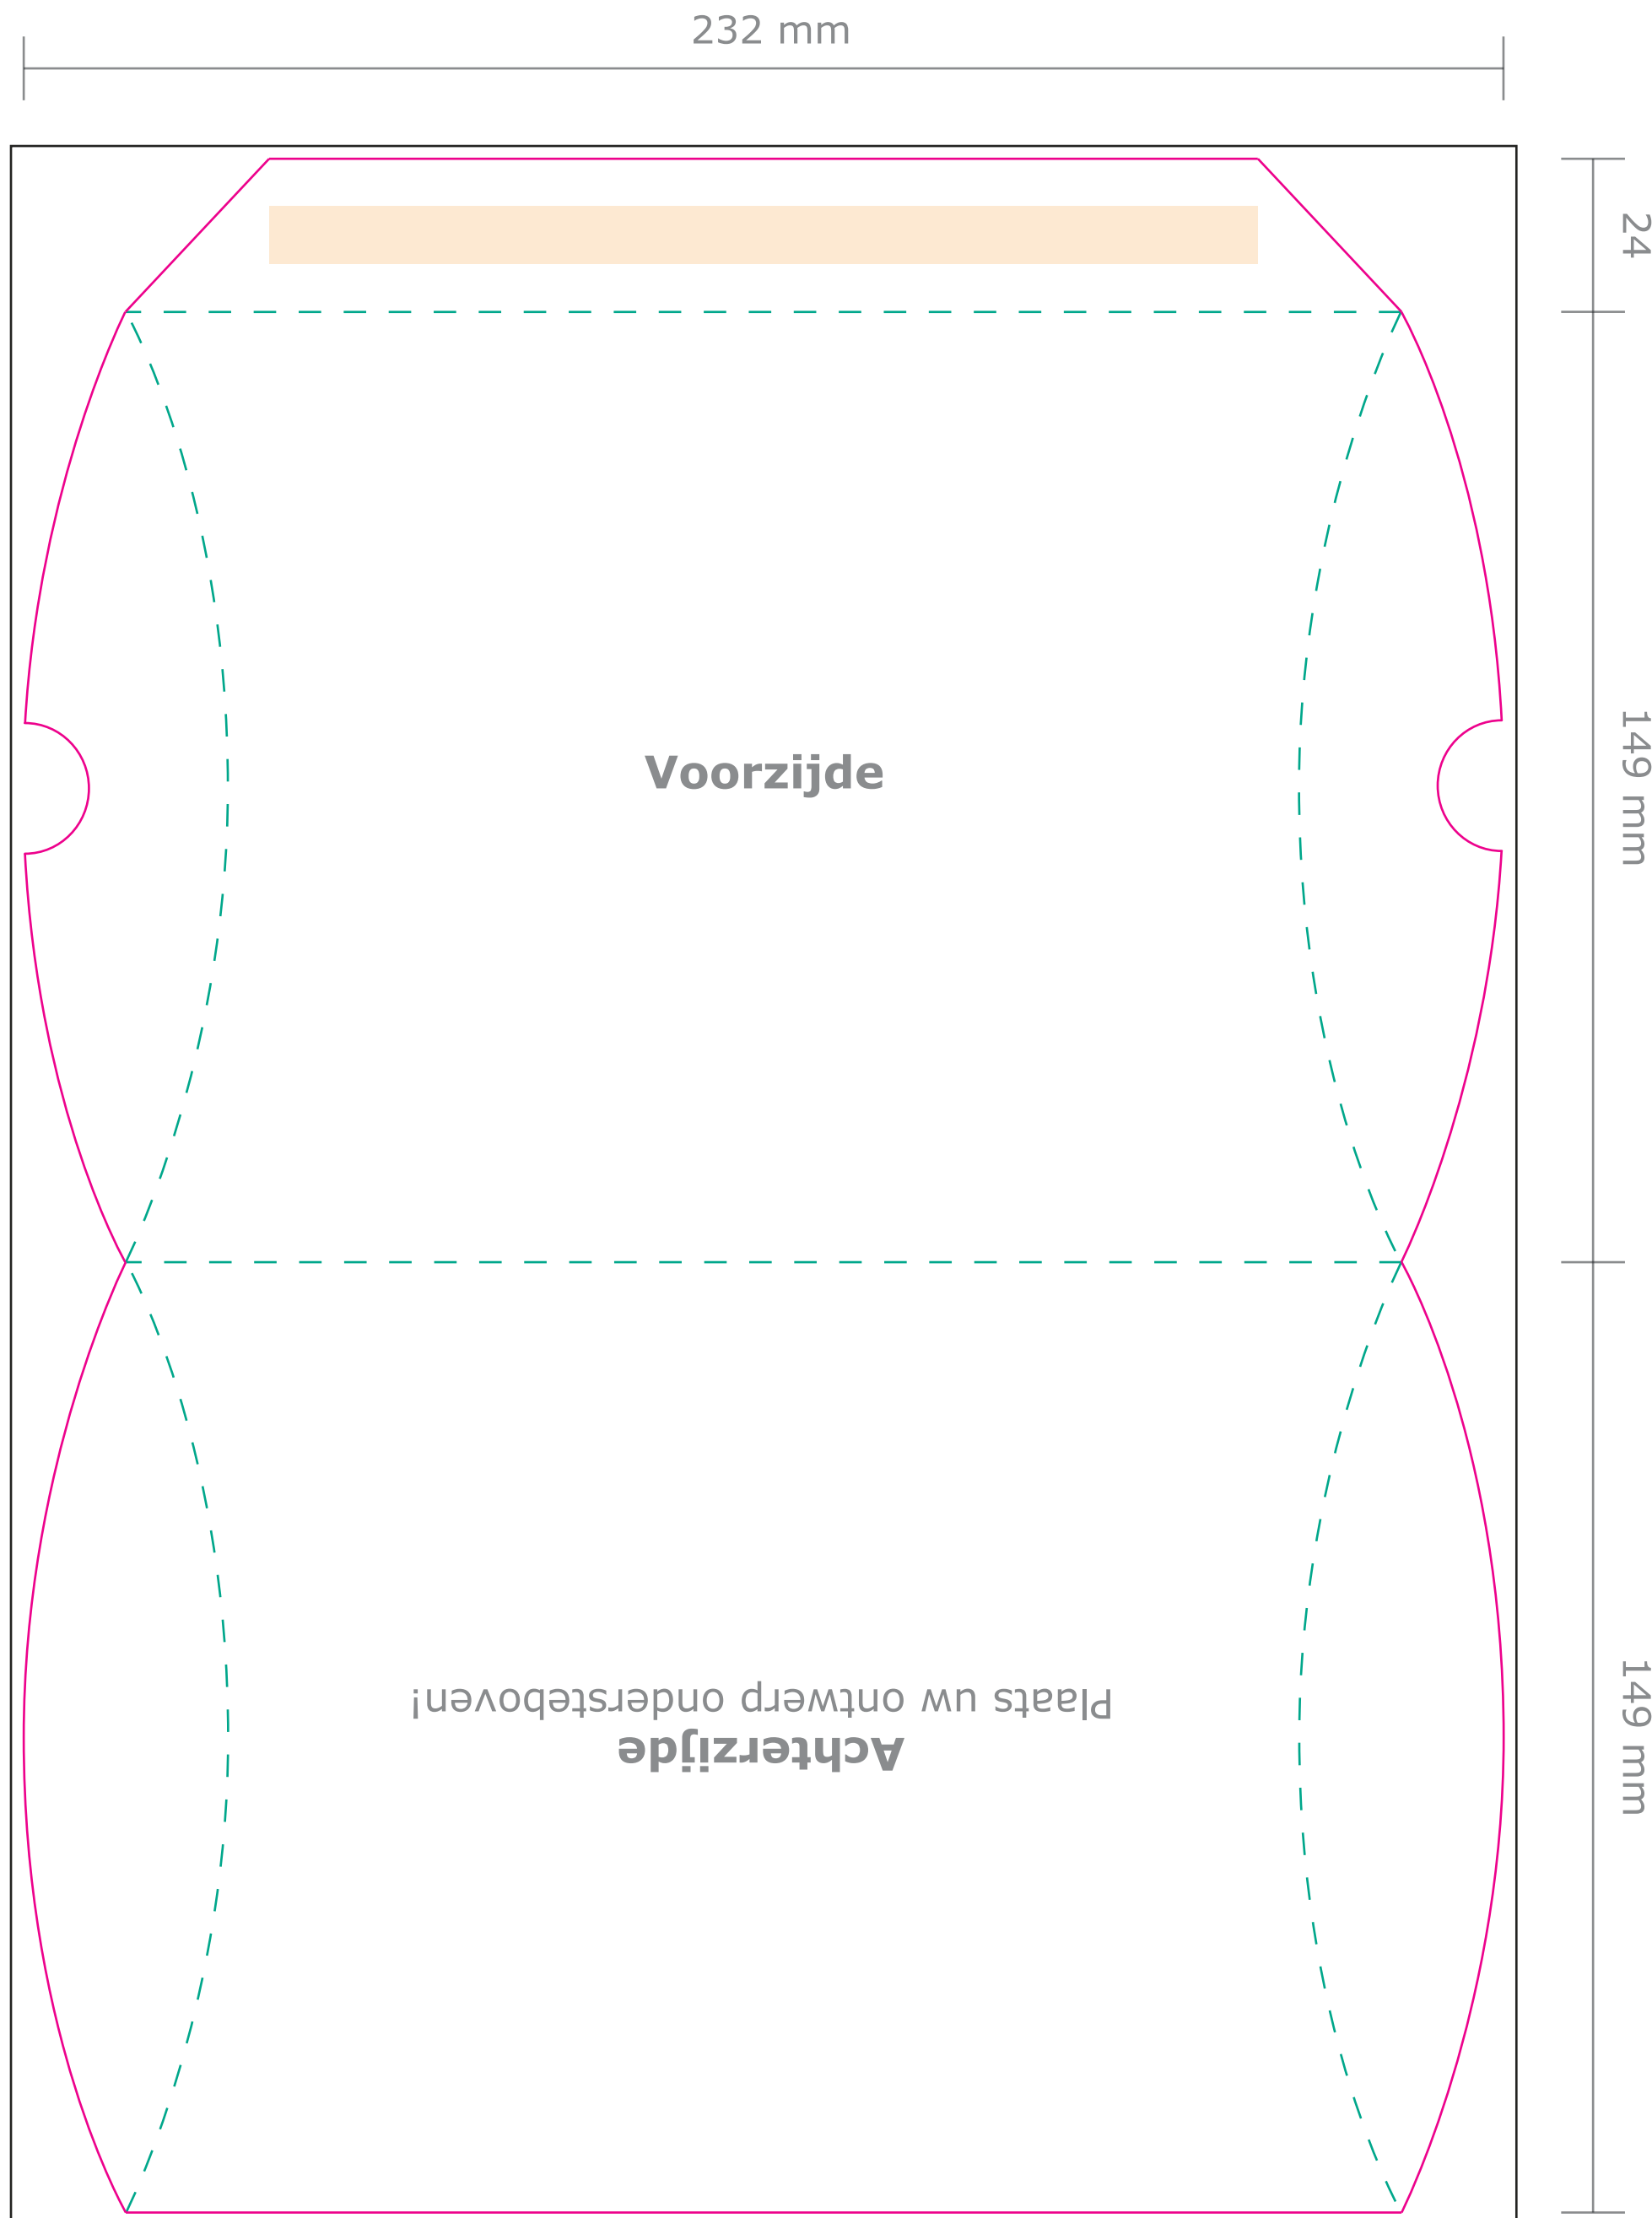 232 mm
24
149 mm
Voorzijde
149 mm
Achterzijde
Plaats uw ontwerp ondersteboven!